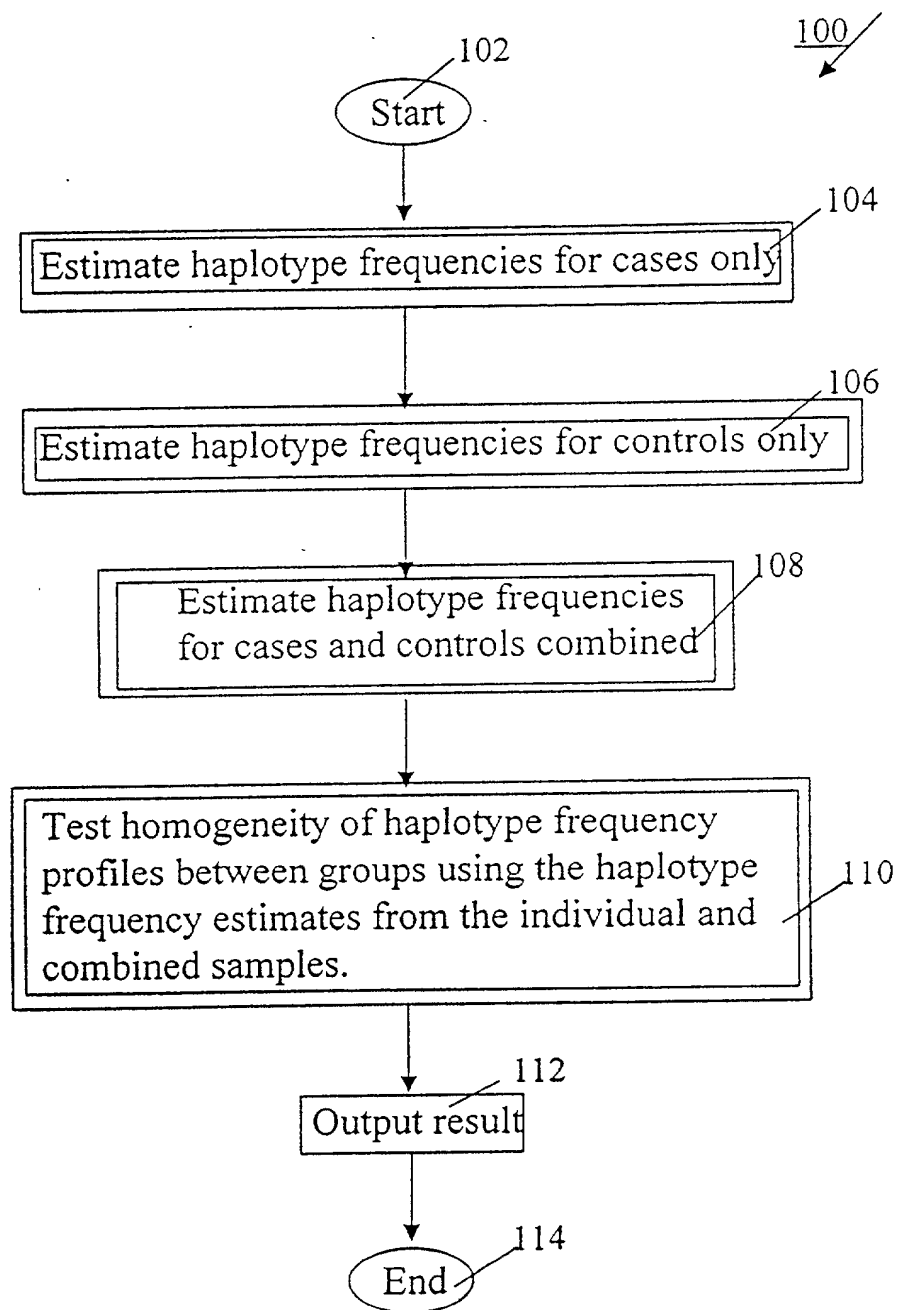 100
102
Start
104
Estimate haplotype frequencies for cases only
106
Estimate haplotype frequencies for controls only
108
Estimate haplotype frequencies
for cases and controls combined
Test homogeneity of haplotype frequency
profiles between groups using the haplotype
frequency estimates from the individual and
combined samples.
110
112
Output result
114
End